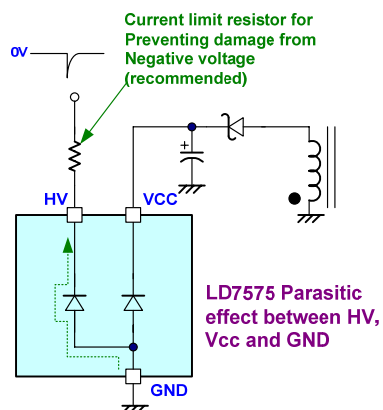 Current limit resistor for
Preventing damage from
Negative voltage
(recommended)
0V
+
HV
VCC
LD7575 Parasitic
effect between HV,
Vcc and GND
GND